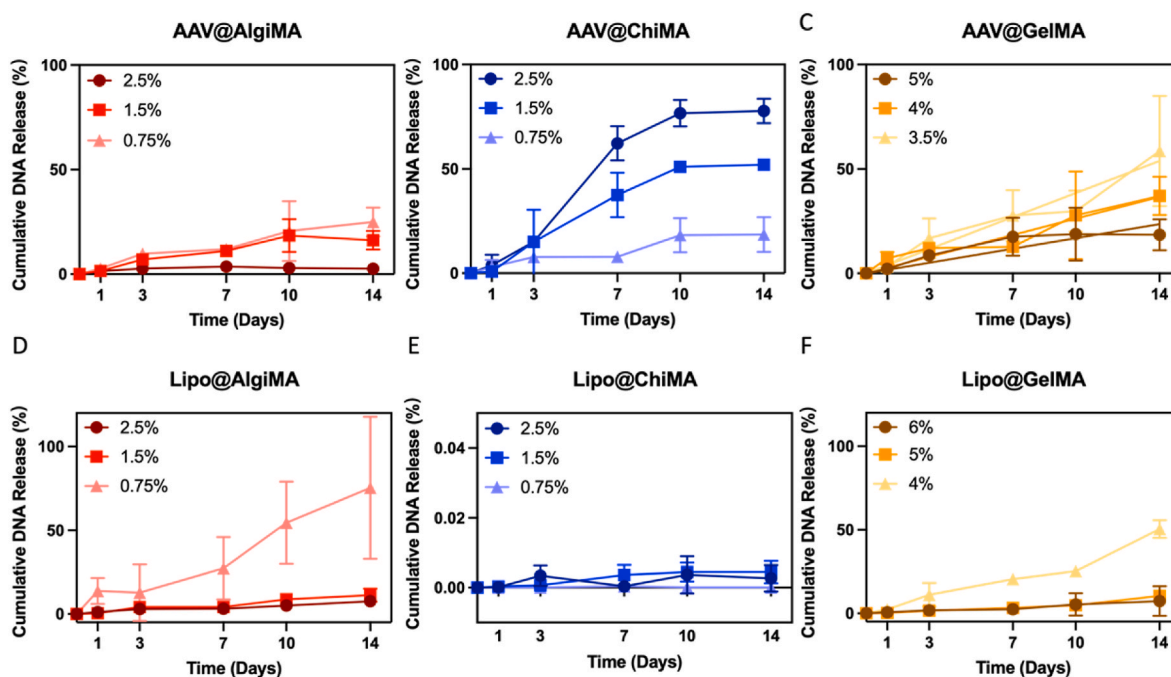 AAV@AlgiMA
Cumulative DNA Release (%)
100
50
0
2.5%
1.5%
0.75%
1 3 7 10 14
Time (Days)
AAV@ChiMA
Cumulative DNA Release (%)
100
50
0
2.5%
1.5%
0.75%
1 3 7 10 14
Time (Days)
C
AAV@GelMA
Cumulative DNA Release (%)
100
50
0
5%
4%
3.5%
1 3 7 10 14
Time (Days)
D
Lipo@AlgiMA
Cumulative DNA Release (%)
100
50
0
2.5%
1.5%
0.75%
1 3 7 10 14
Time (Days)
E
Lipo@ChiMA
Cumulative DNA Release (%)
0.04
0.02
0.00
2.5%
1.5%
0.75%
1 3 7 10 14
Time (Days)
F
Lipo@GelMA
Cumulative DNA Release (%)
100
50
0
6%
5%
4%
1 3 7 10 14
Time (Days)